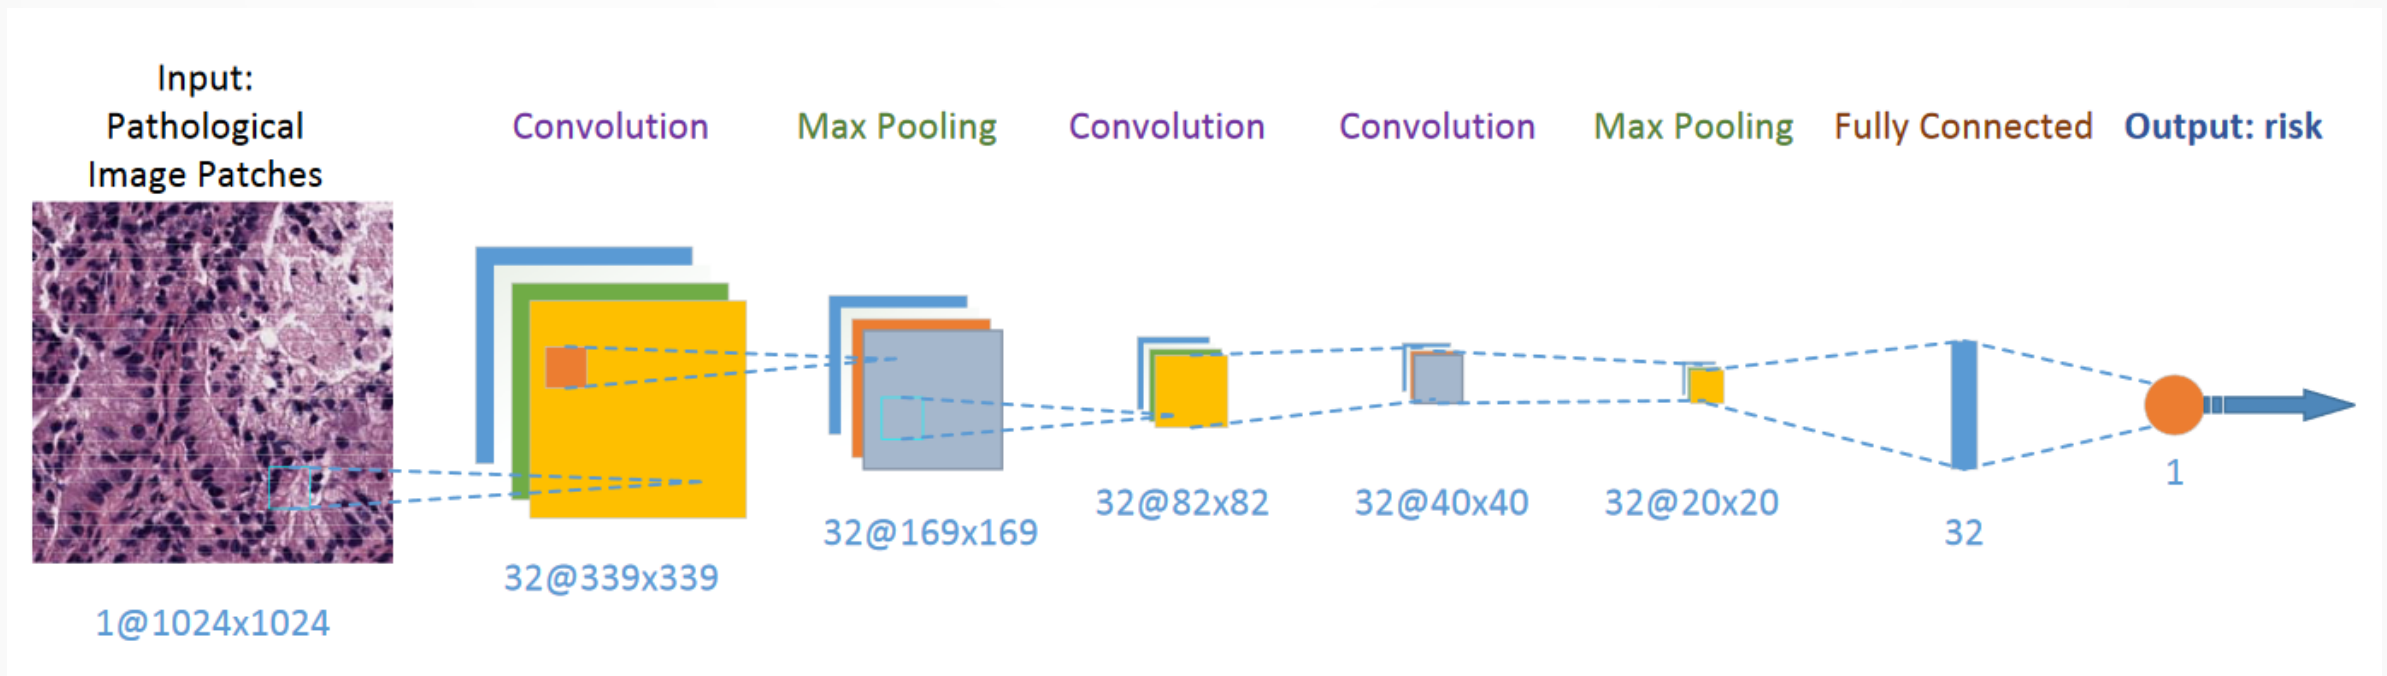 Input:
Pathological
Image Patches
Convolution
Max Pooling
Convolution
Convolution
Max Pooling
Fully Connected
Output: risk
1@1024x1024
32@339x339
32@169x169
32@82x82
32@40x40
32@20x20
32
1